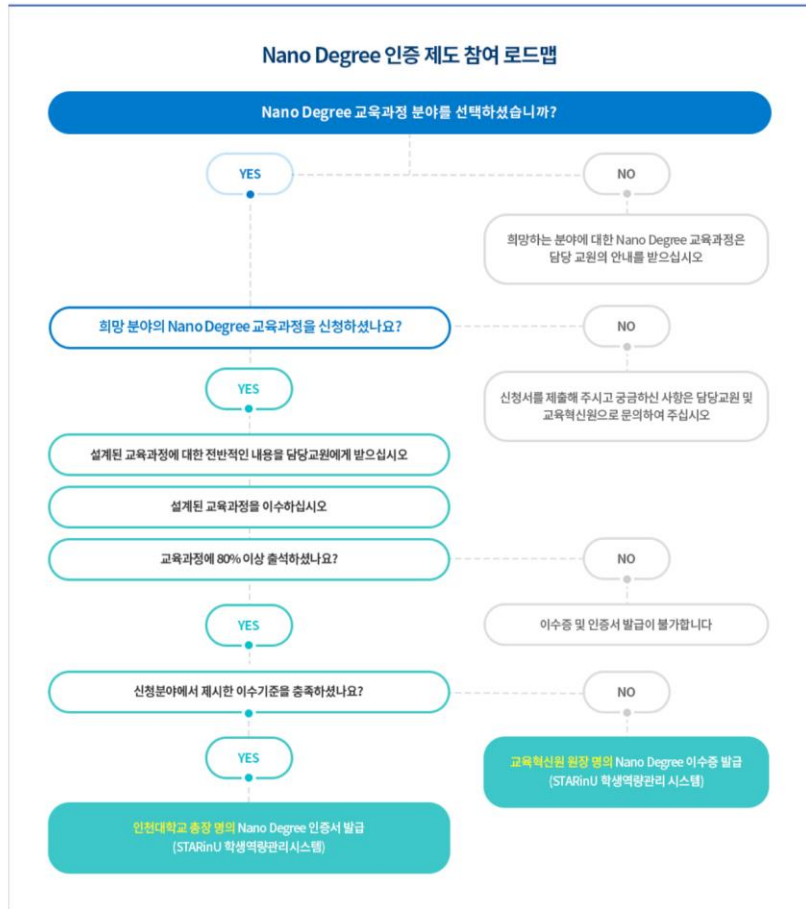 Nano Degree 인증 제도 참여 로드맵
Nano Degree 교육과정 분야를 선택하셨습니까?
YES
NO
희망하는 분야에 대한 Nano Degree 교육과정은
담당 교원의 안내를 받으십시오
희망 분야의 Nano Degree 교육과정을 신청하셨나요?
NO
YES
신청서를 제출해 주시고 궁금하신 사항은 담당교원 및
교육혁신원으로 문의하여 주십시오
설계된 교육과정에 대한 전반적인 내용을 담당교원에게 받으십시오
설계된 교육과정을 이수하십시오
교육과정에 80% 이상 출석하셨나요?
NO
YES
이수증 및 인증서 발급이 불가합니다
신청분야에서 제시한 이수기준을 충족하셨나요?
NO
YES
교육혁신원 원장 명의 Nano Degree 이수증 발급
(STARinU 학생역량관리 시스템)
인천대학교 총장 명의 Nano Degree 인증서 발급
(STARinU 학생역량관리시스템)